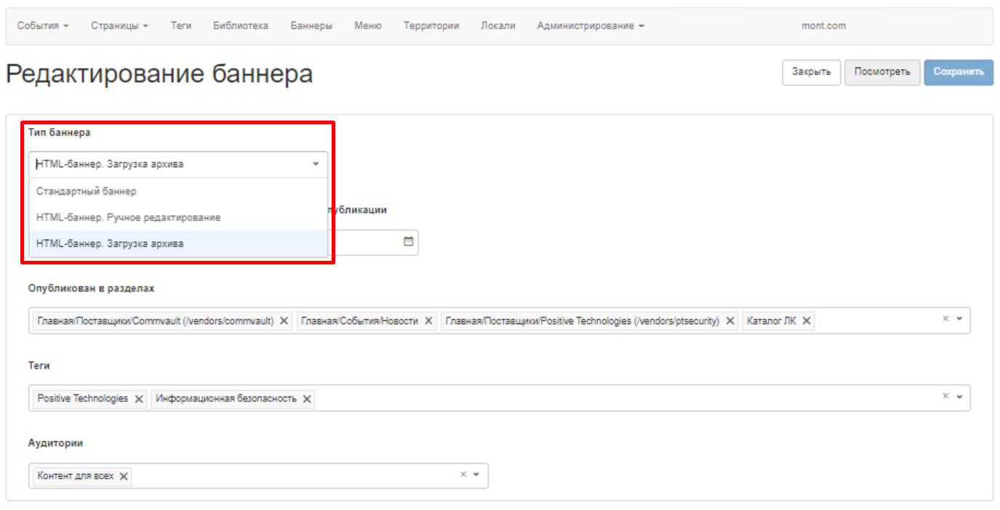 События Страницы Теги Библиотека Баннеры Меню Территории Локали Администрирование mont.com
Редактирование баннера
Закрыть Посмотреть Сохранить
Тип баннера
HTML-баннер. Загрузка архива
Стандартный баннер
HTML-баннер. Ручное редактирование
HTML-баннер. Загрузка архива
публикации
Опубликован в разделах
Главная/Поставщики/Commvault (/vendors/commvault) Главная/События/Новости Главная/Поставщики/Positive Technologies (/vendors/ptsecurity) Каталог ЛК
Теги
Positive Technologies Информационная безопасность
Аудитории
Контент для всех